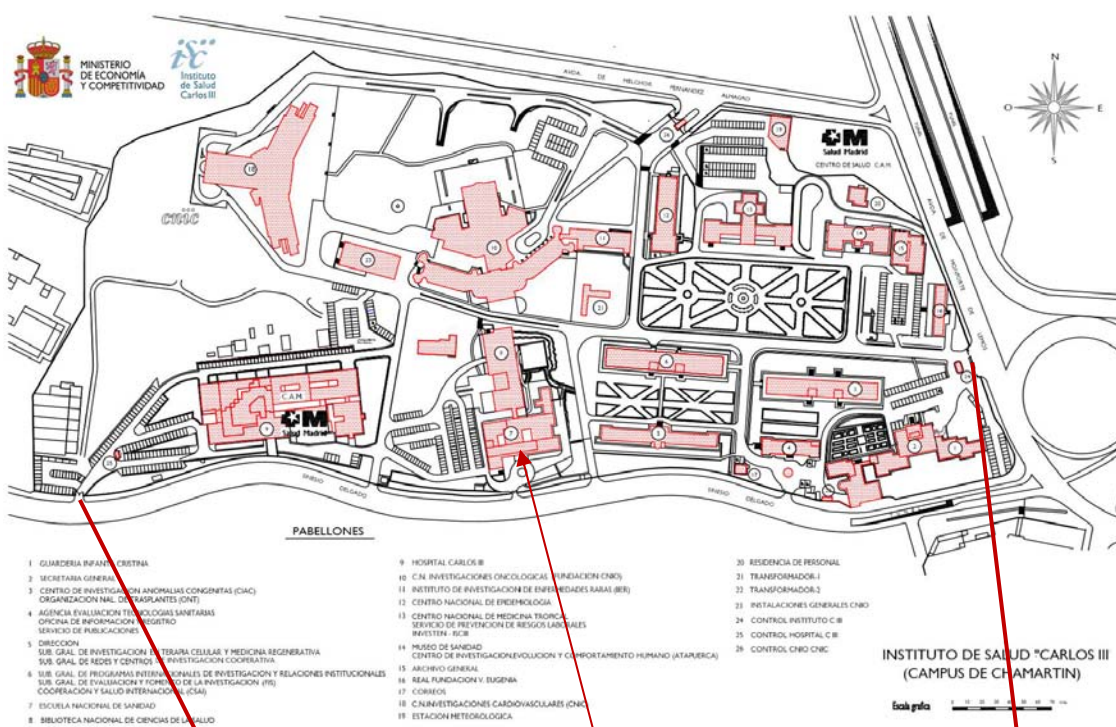 MINISTERIO
DE ECONOMÍA
Y COMPETITIVIDAD
isciii
Instituto
de Salud
Carlos III
AVDA. DE MELCHOR FERNANDEZ ALMAGRO
N
O
E
S
M
Salud Madrid
CENTRO DE SALUD C.A.M.
cnic
AVDA. DE MONFORTE DE LEMOS
C.A.M.
M
Salud Madrid
SINESIO DELGADO
SINESIO DELGADO
PABELLONES
1 GUARDERIA INFANTA CRISTINA
2 SECRETARIA GENERAL
3 CENTRO DE INVESTIGACION ANOMALIAS CONGENITAS (CIAC)
ORGANIZACION NAL. DE TRASPLANTES (ONT)
4 AGENCIA EVALUACION TECNOLOGIAS SANITARIAS
OFICINA DE INFORMACION Y REGISTRO
SERVICIO DE PUBLICACIONES
5 DIRECCION
SUB. GRAL. DE INVESTIGACION EN TERAPIA CELULAR Y MEDICINA REGENERATIVA
SUB. GRAL. DE REDES Y CENTROS DE INVESTIGACION COOPERATIVA
6 SUB. GRAL. DE PROGRAMAS INTERNACIONALES DE INVESTIGACION Y RELACIONES INSTITUCIONALES
SUB. GRAL. DE EVALUACION Y FOMENTO DE LA INVESTIGACION (FIS)
COOPERACION Y SALUD INTERNACIONAL (CSAI)
7 ESCUELA NACIONAL DE SANIDAD
8 BIBLIOTECA NACIONAL DE CIENCIAS DE LA SALUD
9 HOSPITAL CARLOS III
10 C.N. INVESTIGACIONES ONCOLOGICAS (FUNDACION CNIO)
11 INSTITUTO DE INVESTIGACION DE ENFERMEDADES RARAS (IIER)
12 CENTRO NACIONAL DE EPIDEMIOLOGIA
13 CENTRO NACIONAL DE MEDICINA TROPICAL
SERVICIO DE PREVENCION DE RIESGOS LABORALES
INVESTEN - ISCIII
14 MUSEO DE SANIDAD
CENTRO DE INVESTIGACION,EVOLUCION Y COMPORTAMIENTO HUMANO (ATAPUERCA)
15 ARCHIVO GENERAL
16 REAL FUNDACION V. EUGENIA
17 CORREOS
18 C.N.INVESTIGACIONES CARDIOVASCULARES (CNIC)
19 ESTACION METEOROLOGICA
20 RESIDENCIA DE PERSONAL
21 TRANSFORMADOR-1
22 TRANSFORMADOR-2
23 INSTALACIONES GENERALES CNIO
24 CONTROL INSTITUTO C III
25 CONTROL HOSPITAL C III
26 CONTROL CNIO CNIC
INSTITUTO DE SALUD "CARLOS III
(CAMPUS DE CHAMARTIN)
Escala gráfica